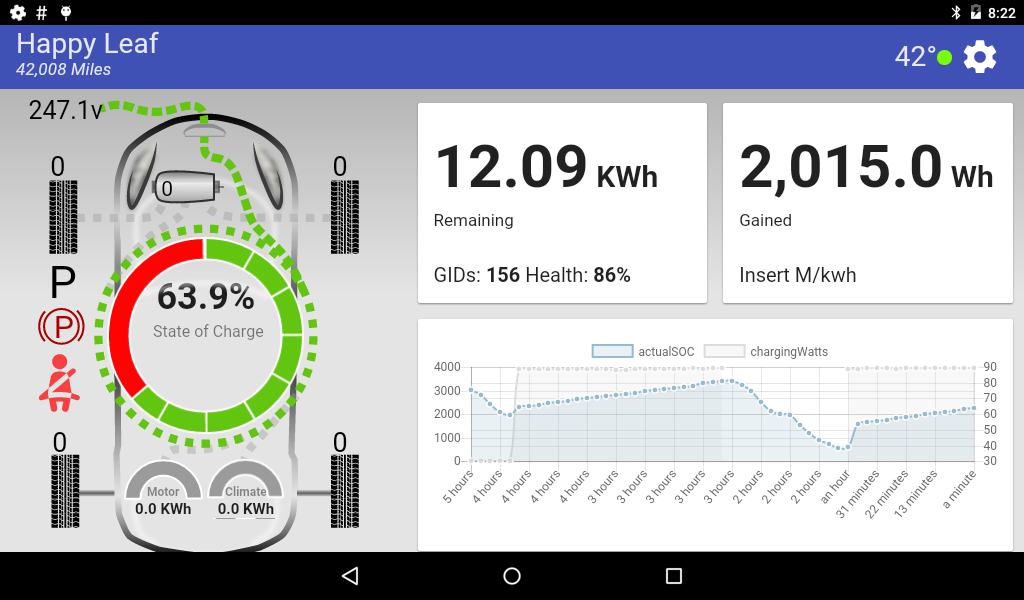 8:22
Happy Leaf
42,008 Miles
42°
247.1v
0
0
0
P
P
63.9%
State of Charge
0
0
Motor
0.0 KWh
Climate
0.0 KWh
12.09 KWh
Remaining
GIDs: 156 Health: 86%
2,015.0 Wh
Gained
Insert M/kwh
actualSOC chargingWatts
4000 90
3000 80
70
2000 60
1000 50
40
0 30
5 hours
4 hours
4 hours
4 hours
4 hours
3 hours
3 hours
3 hours
3 hours
3 hours
2 hours
2 hours
2 hours
an hour
31 minutes
22 minutes
13 minutes
a minute